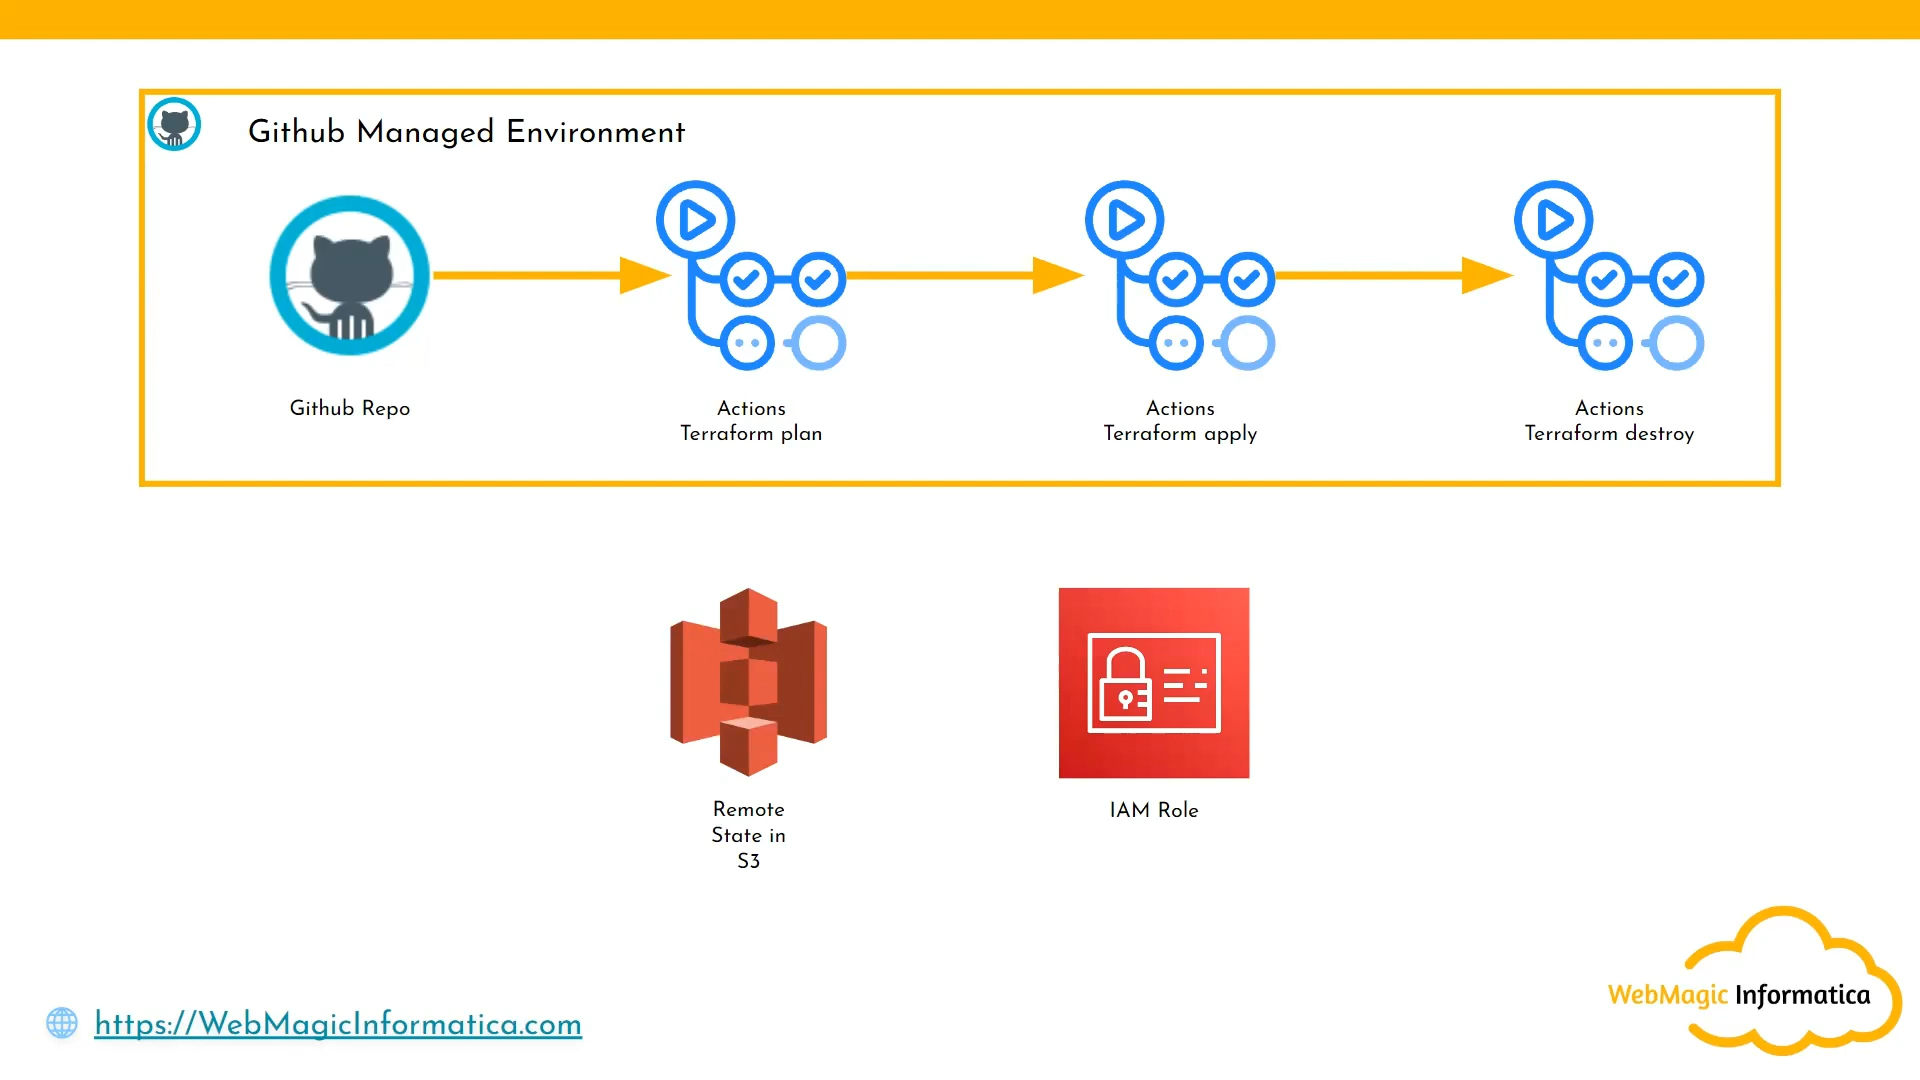 Github Managed Environment
Github Repo
Actions
Terraform plan
Actions
Terraform apply
Actions
Terraform destroy
Remote
State in
S3
IAM Role
https://WebMagicInformatica.com
WebMagic Informatica